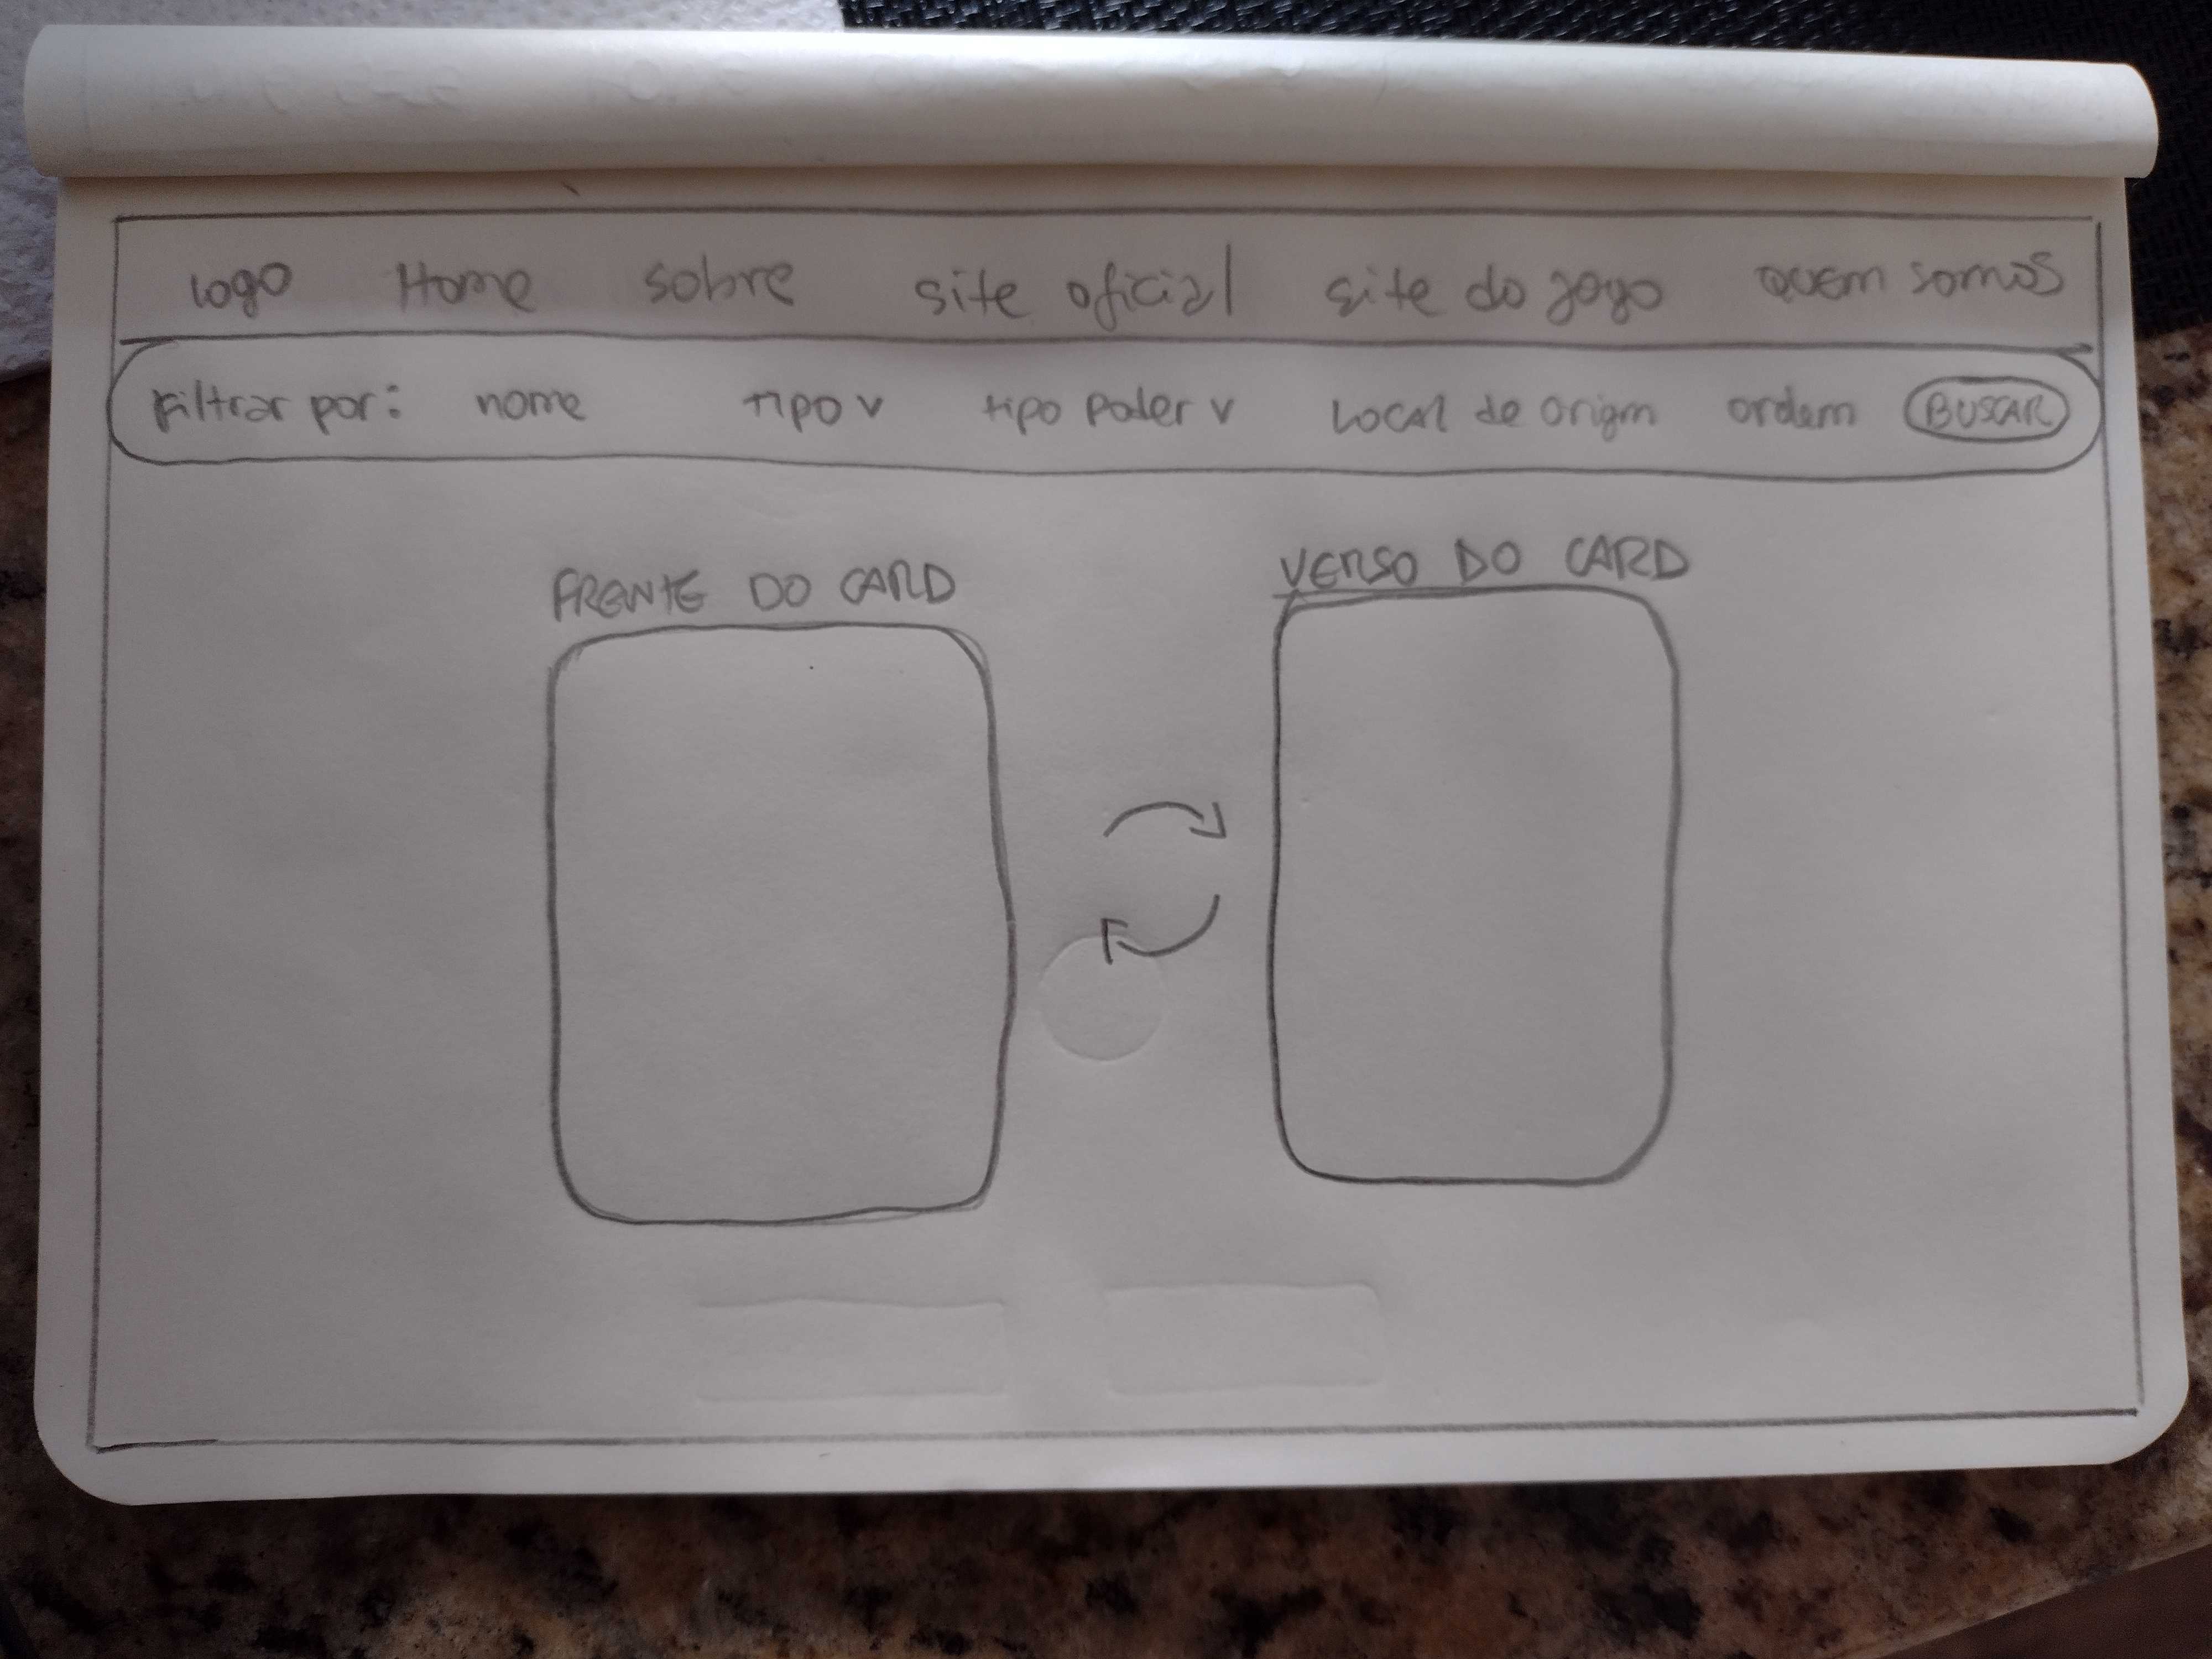 Logo Home sobre site oficial site do jogo Quem somos
Filtrar por: nome tipo v tipo poder v Local de Origm ordem BUSCAR
FRENTE DO CARD VERSO DO CARD